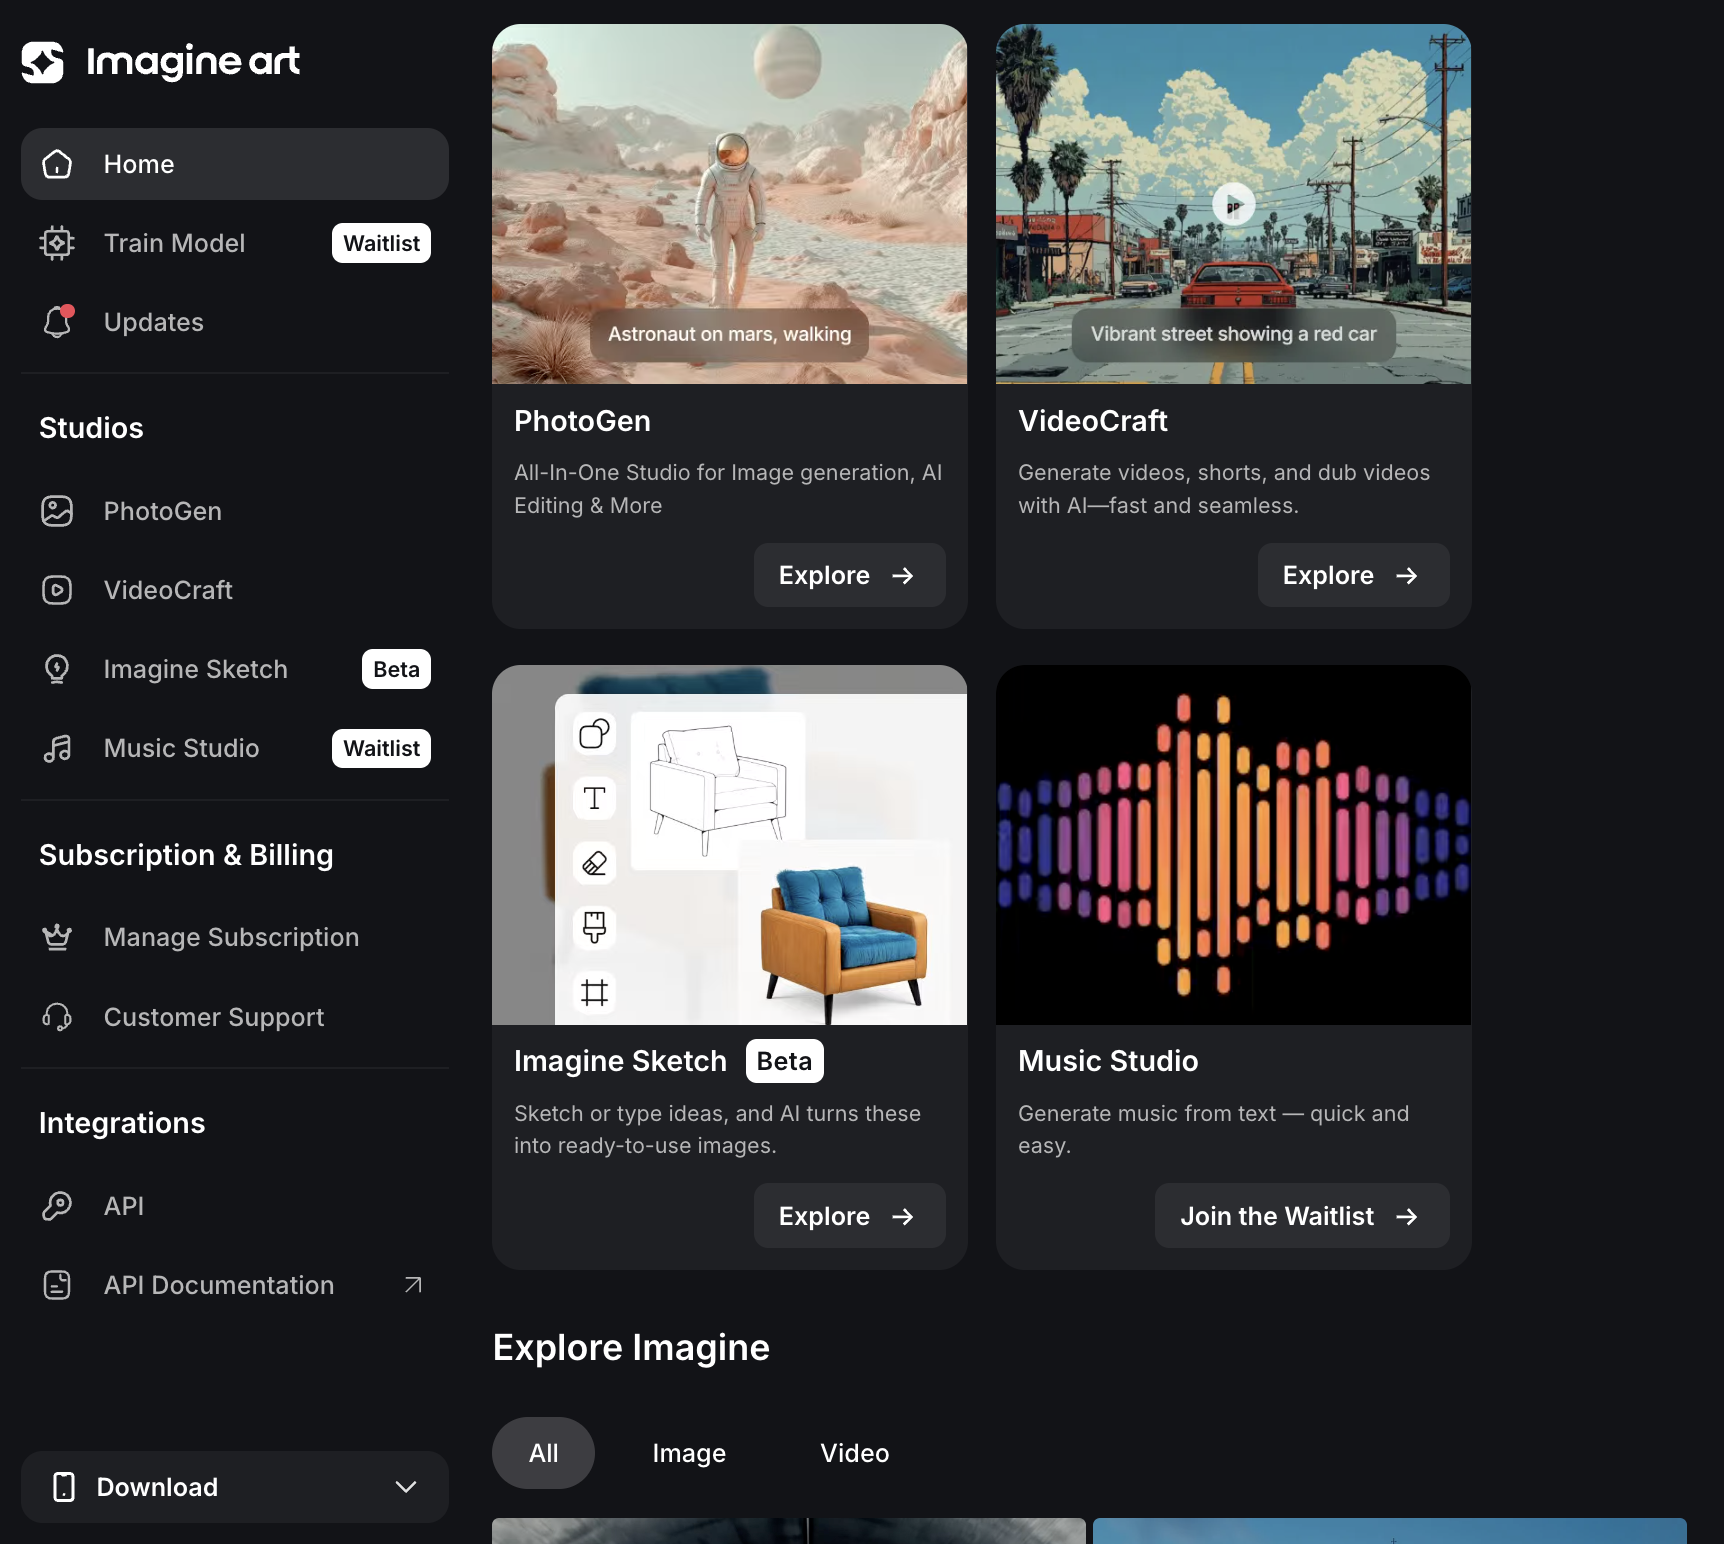 Imagine art
Home
Train Model
Waitlist
Updates
Studios
PhotoGen
VideoCraft
Imagine Sketch
Beta
Music Studio
Waitlist
Subscription & Billing
Manage Subscription
Customer Support
Integrations
API
API Documentation
Download
Astronaut on mars, walking
PhotoGen
All-In-One Studio for Image generation, AI
Editing & More
Explore
Vibrant street showing a red car
VideoCraft
Generate videos, shorts, and dub videos
with AI—fast and seamless.
Explore
T
Imagine Sketch
Beta
Sketch or type ideas, and AI turns these
into ready-to-use images.
Explore
Music Studio
Generate music from text — quick and
easy.
Join the Waitlist
Explore Imagine
All
Image
Video